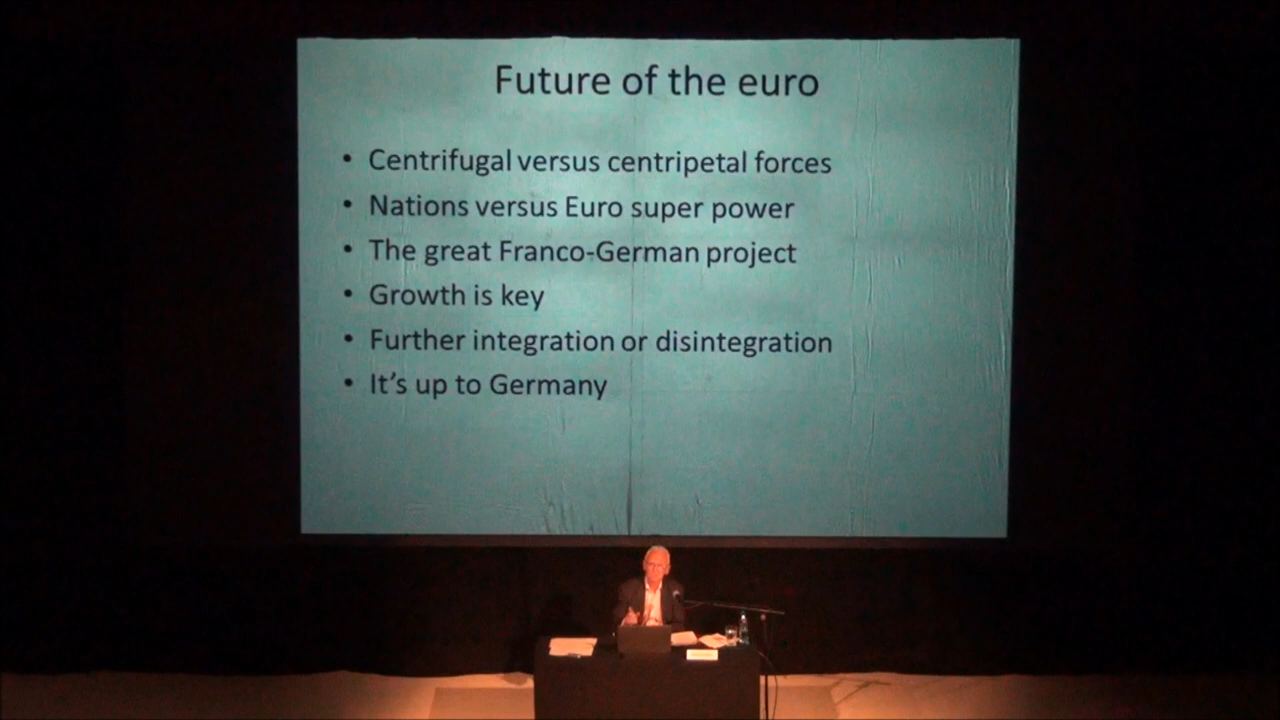 Future of the euro
• Centrifugal versus centripetal forces
• Nations versus Euro super power
• The great Franco-German project
• Growth is key
• Further integration or disintegration
• It’s up to Germany